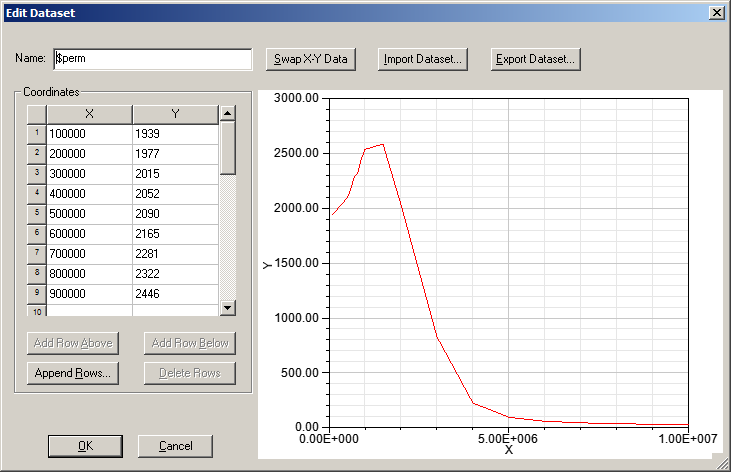 Edit Dataset
Name: $perm Swap X-Y Data Import Dataset... Export Dataset...
Coordinates
X Y
1 100000 1939
2 200000 1977
3 300000 2015
4 400000 2052
5 500000 2090
6 600000 2165
7 700000 2281
8 800000 2322
9 900000 2446
10
Add Row Above Add Row Below
Append Rows... Delete Rows
OK Cancel
3000.00
2500.00
2000.00
Y 1500.00
1000.00
500.00
0.00
0.00E+000 5.00E+006 1.00E+007
X